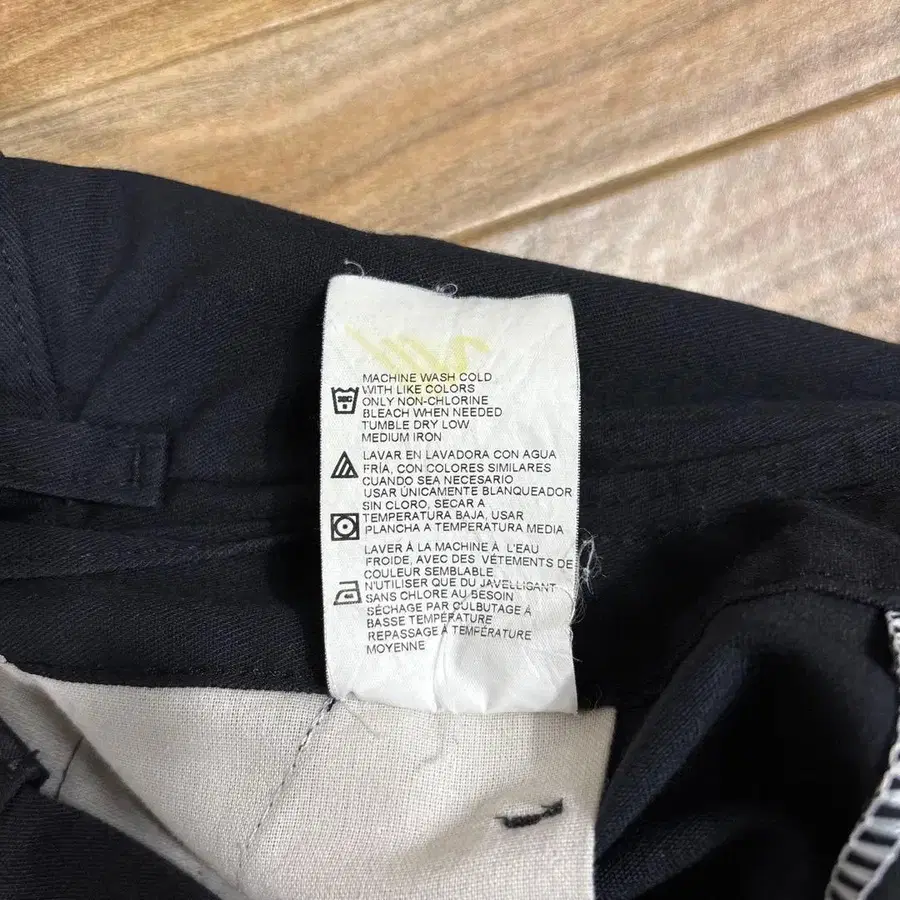 MACHINE WASH COLD
WITH LIKE COLORS
ONLY NON-CHLORINE
BLEACH WHEN NEEDED
TUMBLE DRY LOW
MEDIUM IRON
LAVAR EN LAVADORA CON AGUA
FRÍA, CON COLORES SIMILARES
CUANDO SEA NECESARIO
USAR ÚNICAMENTE BLANQUEADOR
SIN CLORO, SECAR A
TEMPERATURA BAJA, USAR
PLANCHA A TEMPERATURA MEDIA
LAVER À LA MACHINE À L'EAU
FROIDE, AVEC DES VÊTEMENTS DE
COULEUR SEMBLABLE
N'UTILISER QUE DU JAVELLISANT
SANS CHLORE AU BESOIN
SÉCHAGE PAR CULBUTAGE À
BASSE TEMPÉRATURE
REPASSAGE À TEMPÉRATURE
MOYENNE